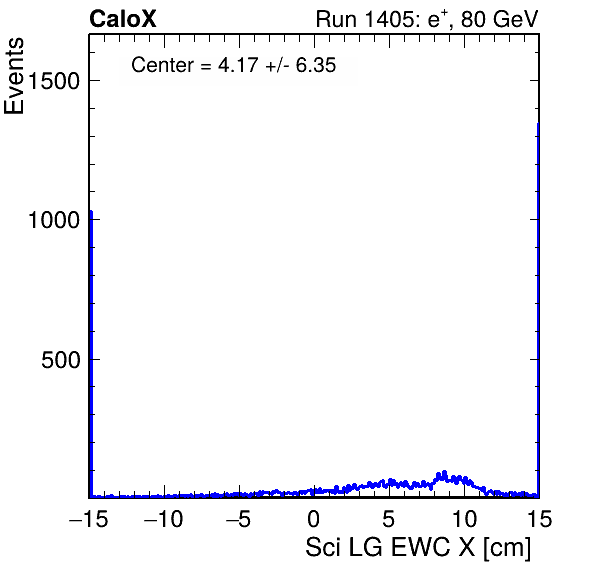 CaloX Run 1405: e⁺, 80 GeV
Center = 4.17 +/- 6.35
Events
1500
1000
500
−15 −10 −5 0 5 10 15
Sci LG EWC X [cm]